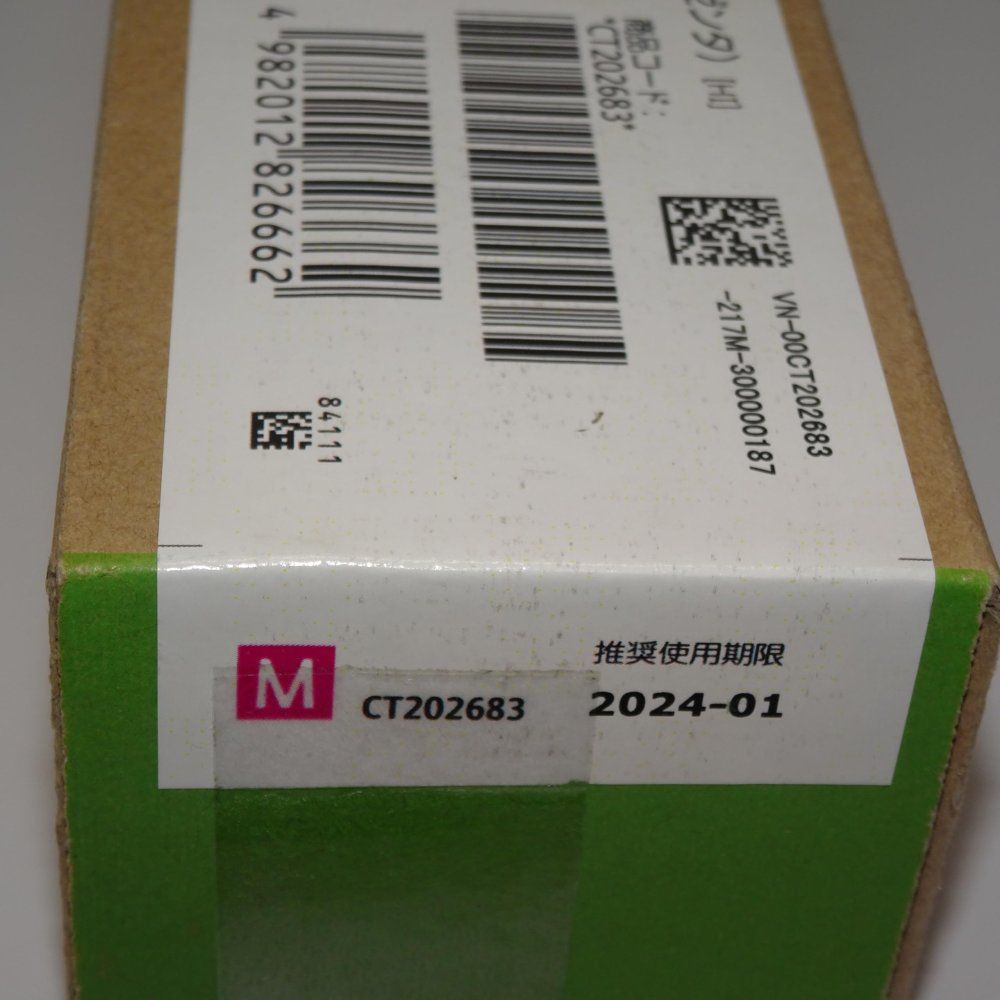 ゼンタ)
商品コード:
*CT202683*
4 982012 826662
VN-00CT202683
-217M-300000187
84111
M
CT202683
推奨使用期限
2024-01